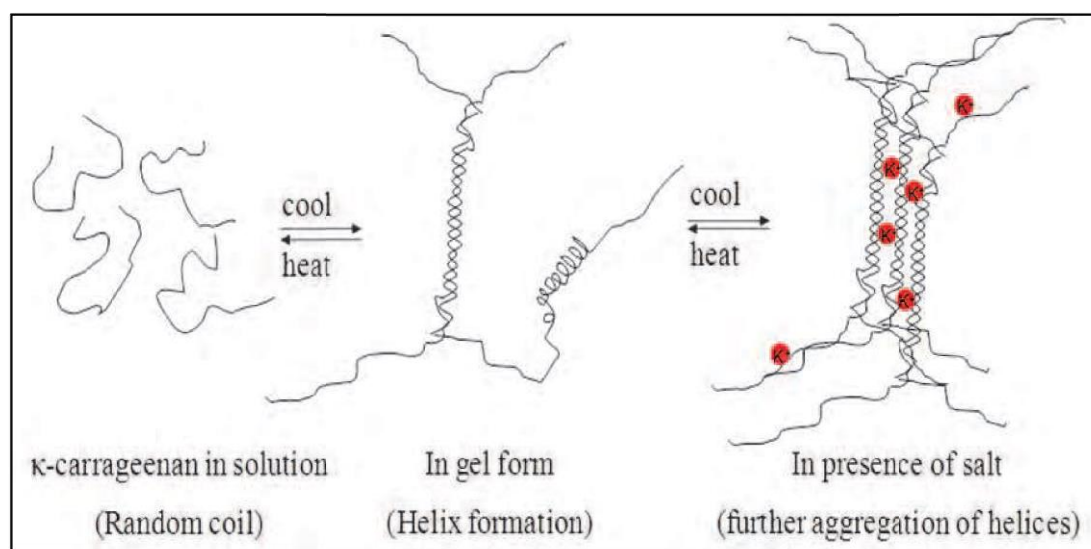 cool
heat
cool
heat
K+
K+
K+
K+
K+
K+
κ-carrageenan in solution
(Random coil)
In gel form
(Helix formation)
In presence of salt
(further aggregation of helices)